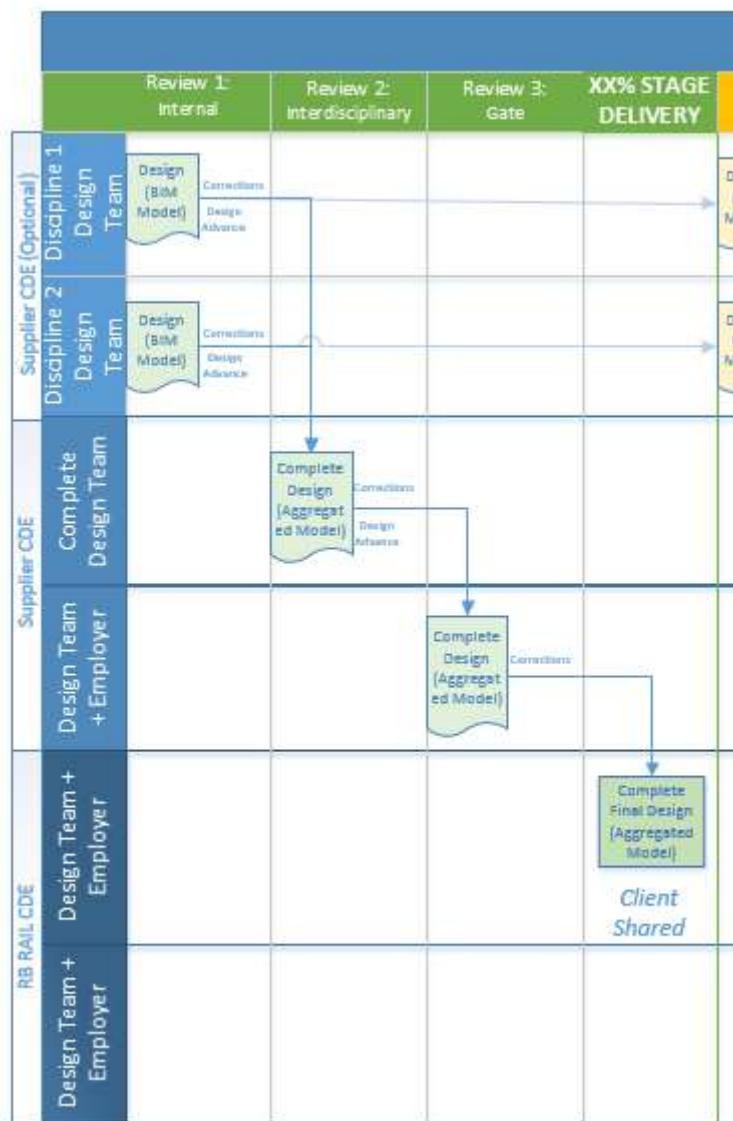 Review 1:
Internal
Review 2:
Interdisciplinary
Review 3:
Gate
XX% STAGE
DELIVERY
Supplier CDE (Optional)
Discipline 1
Design
Team
Design
(BIM
Model)
Corrections
Design
Advance
Discipline 2
Design
Team
Design
(BIM
Model)
Corrections
Design
Advance
Supplier CDE
Complete
Design Team
Complete
Design
(Aggregat
ed Model)
Corrections
Design
Advance
Design Team
+ Employer
Complete
Design
(Aggregat
ed Model)
Corrections
RB RAIL CDE
Design Team +
Employer
Complete
Final Design
(Aggregated
Model)
Client
Shared
Design Team +
Employer